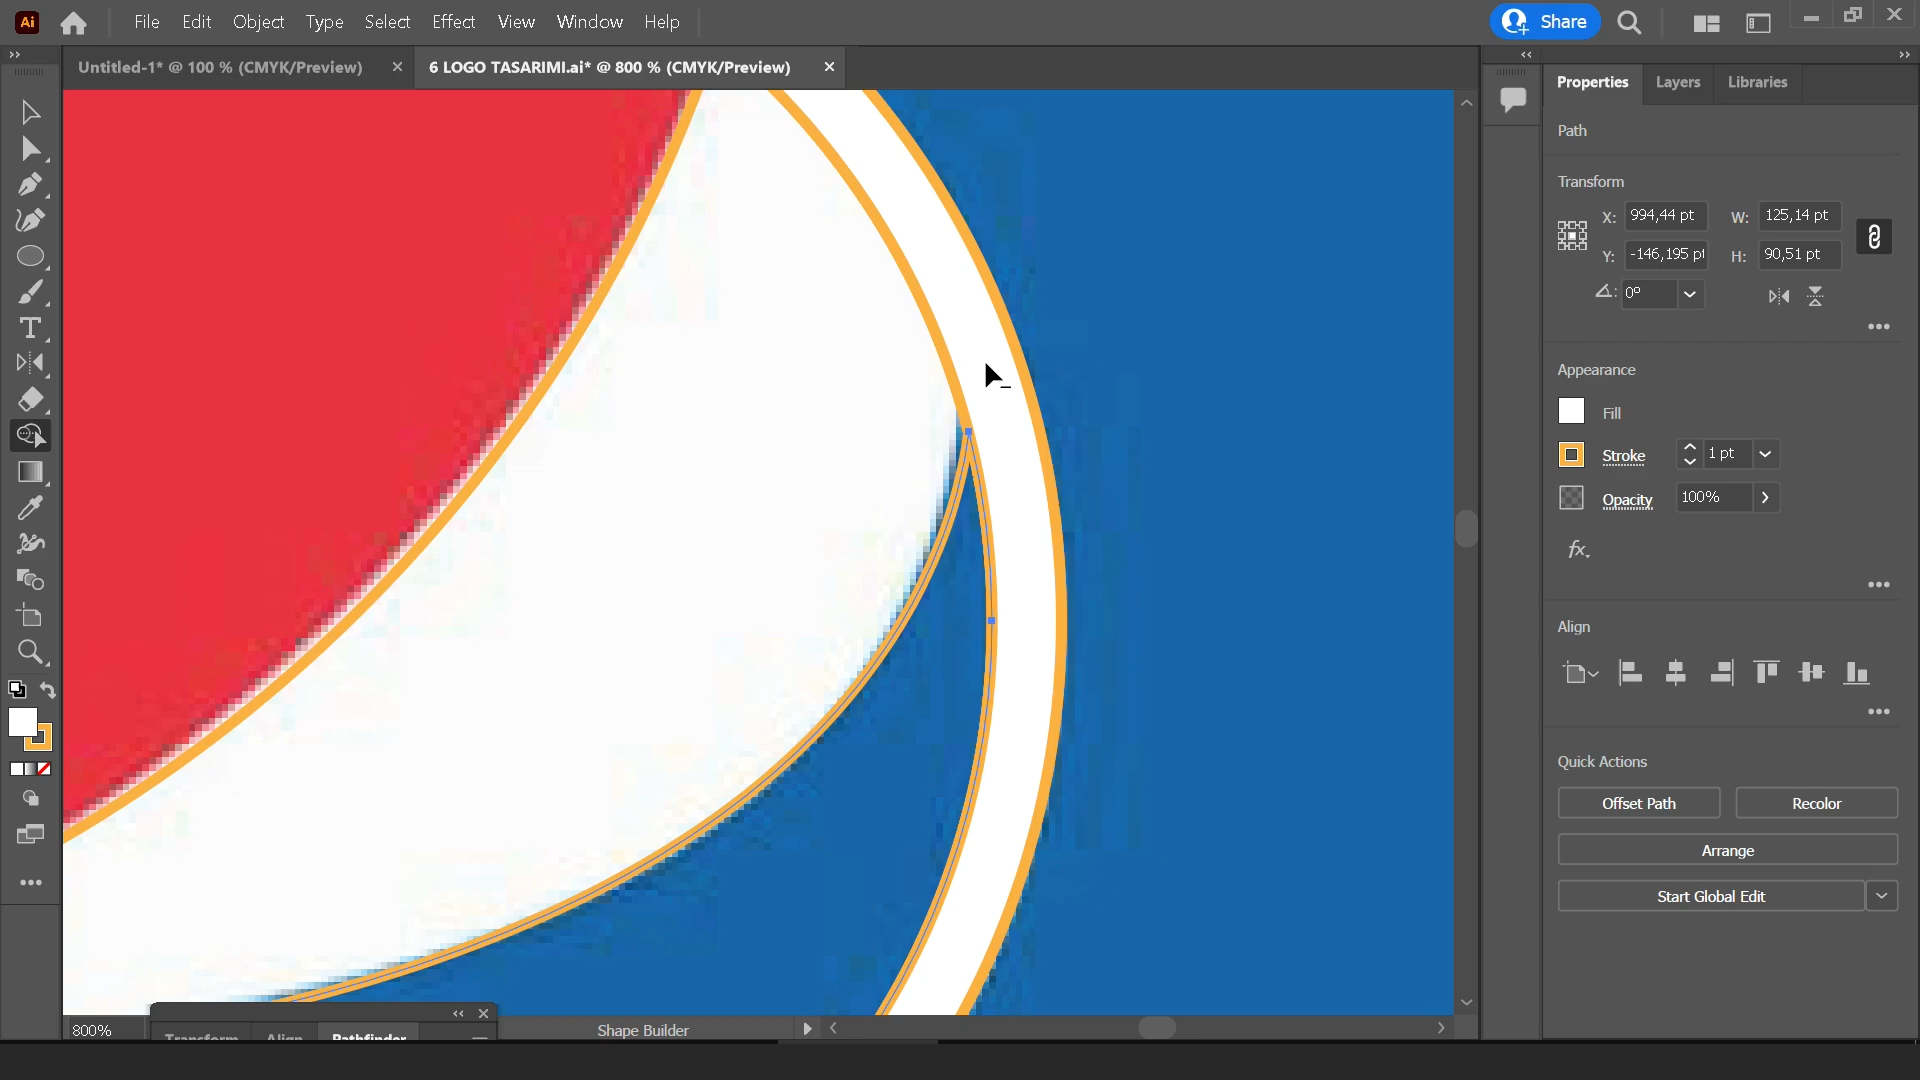 Ai File Edit Object Type Select Effect View Window Help Share
Untitled-1* @ 100 % (CMYK/Preview) 6 LOGO TASARIMI.ai* @ 800 % (CMYK/Preview)
Properties Layers Libraries
Path
Transform
X: 994,44 pt W: 125,14 pt
Y: -146,195 pt H: 90,51 pt
0°
Appearance
Fill
Stroke 1 pt
Opacity 100%
fx.
Align
Quick Actions
Offset Path Recolor
Arrange
Start Global Edit
800% Shape Builder
Transform Align Pathfinder